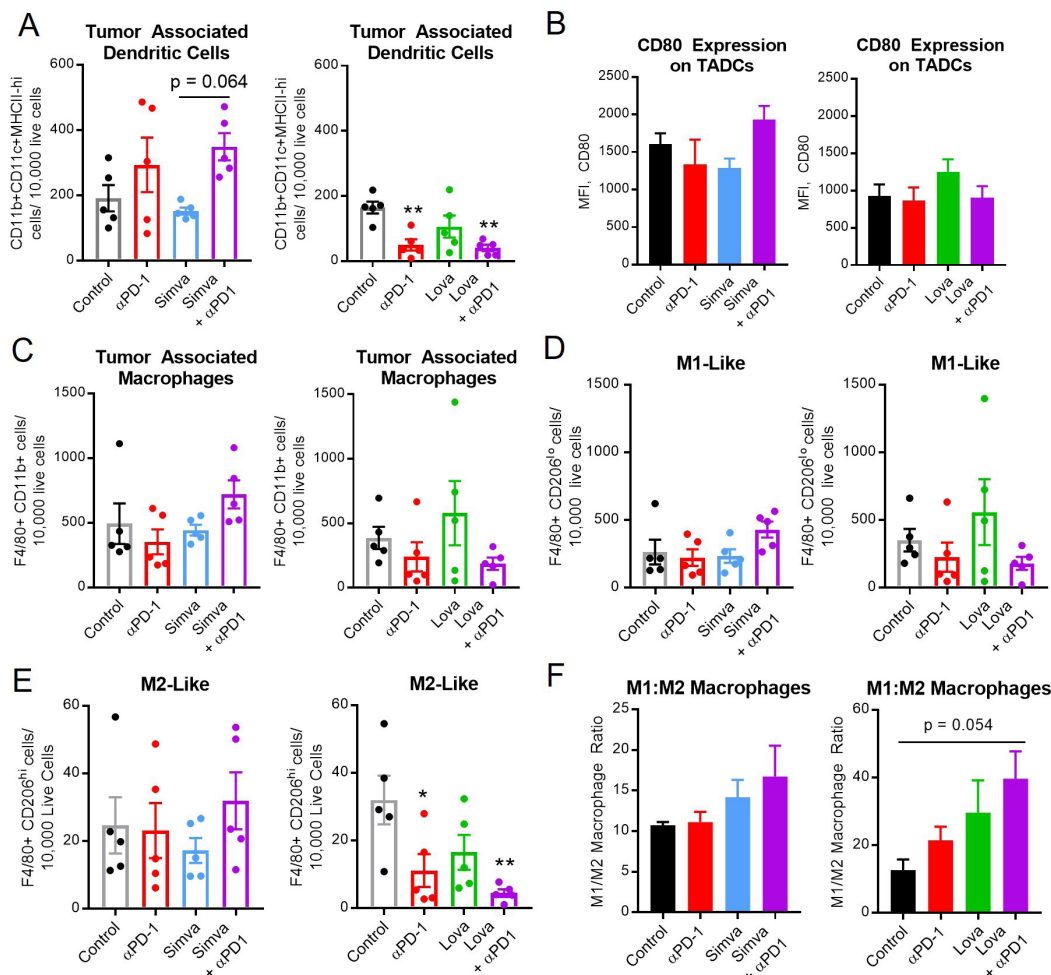 A
Tumor Associated
Dendritic Cells
CD11b+CD11c+MHCII-hi
cells/ 10,000 live cells
600
400
200
0
p = 0.064
Control
αPD-1
Simva
Simva
+ αPD1
Tumor Associated
Dendritic Cells
CD11b+CD11c+MHCII-hi
cells/ 10,000 live cells
600
400
200
0
**
**
Control
αPD-1
Lova
Lova
+ αPD1
B
CD80 Expression
on TADCs
MFI, CD80
2500
2000
1500
1000
500
0
Control
αPD-1
Simva
Simva
+ αPD1
CD80 Expression
on TADCs
MFI, CD80
2500
2000
1500
1000
500
0
Control
αPD-1
Lova
Lova
+ αPD1
C
Tumor Associated
Macrophages
F4/80+ CD11b+ cells/
10,000 live cells
1500
1000
500
0
Control
αPD-1
Simva
Simva
+ αPD1
Tumor Associated
Macrophages
F4/80+ CD11b+ cells/
10,000 live cells
1500
1000
500
0
Control
αPD-1
Lova
Lova
+ αPD1
D
M1-Like
F4/80+ CD206lo cells/
10,000 live cells
1500
1000
500
0
Control
αPD-1
Simva
Simva
+ αPD1
M1-Like
F4/80+ CD206lo cells/
10,000 live cells
1500
1000
500
0
Control
αPD-1
Lova
Lova
+ αPD1
E
M2-Like
F4/80+ CD206hi cells/
10,000 Live Cells
60
40
20
0
Control
αPD-1
Simva
Simva
+ αPD1
M2-Like
F4/80+ CD206hi cells/
10,000 Live Cells
60
40
20
0
*
**
Control
αPD-1
Lova
Lova
+ αPD1
F
M1:M2 Macrophages
M1/M2 Macrophage Ratio
25
20
15
10
5
0
Control
αPD-1
Simva
Simva
+ αPD1
M1:M2 Macrophages
M1/M2 Macrophage Ratio
60
40
20
0
p = 0.054
Control
αPD-1
Lova
Lova
+ αPD1